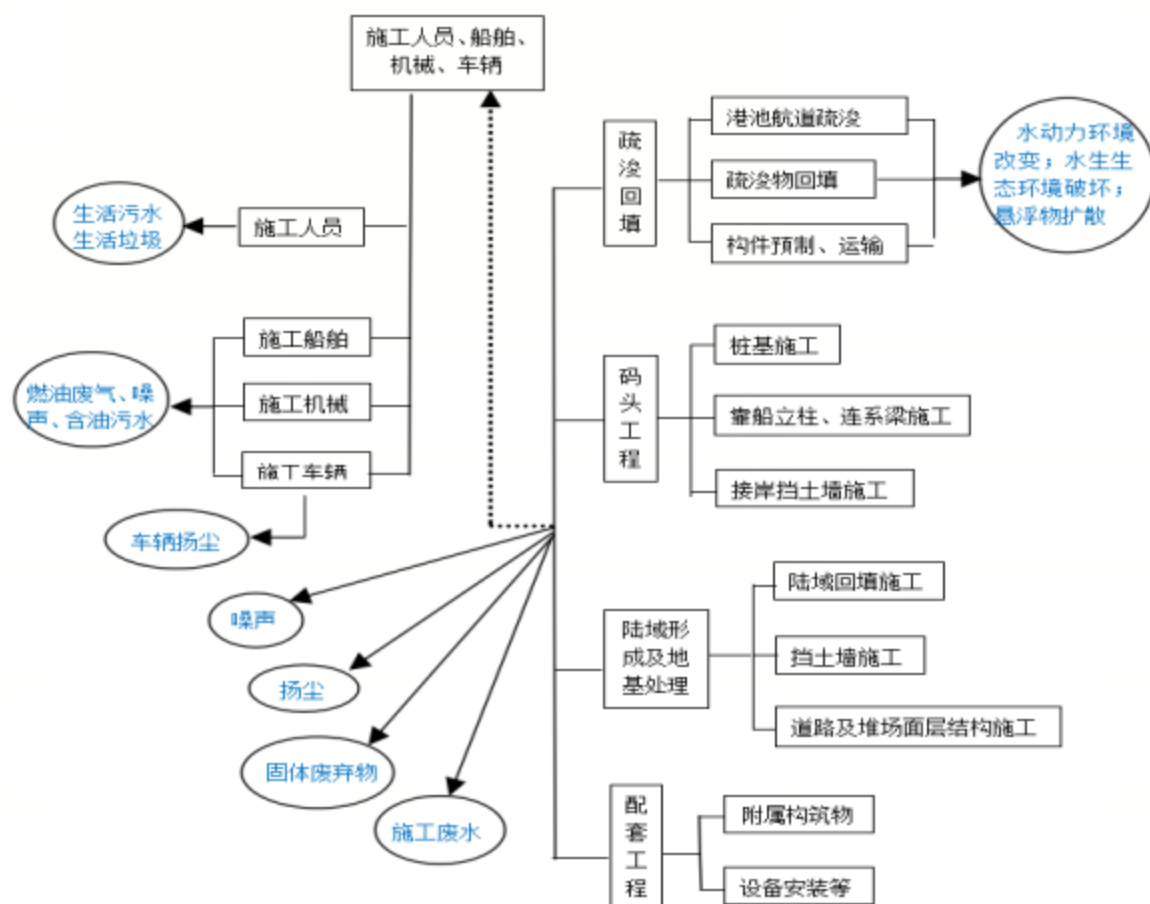 施工人员、船舶、
机械、车辆
生活污水
生活垃圾
施工人员
施工船舶
燃油废气、噪
声、含油污水
施工机械
施工车辆
车辆扬尘
噪声
扬尘
固体废弃物
施工废水
疏浚回填
港池航道疏浚
疏浚物回填
构件预制、运输
水动力环境
改变；水生生
态环境破坏；
悬浮物扩散
码头工程
桩基施工
靠船立柱、连系梁施工
接岸挡土墙施工
陆域形
成及地
基处理
陆域回填施工
挡土墙施工
道路及堆场面层结构施工
配套工程
附属构筑物
设备安装等